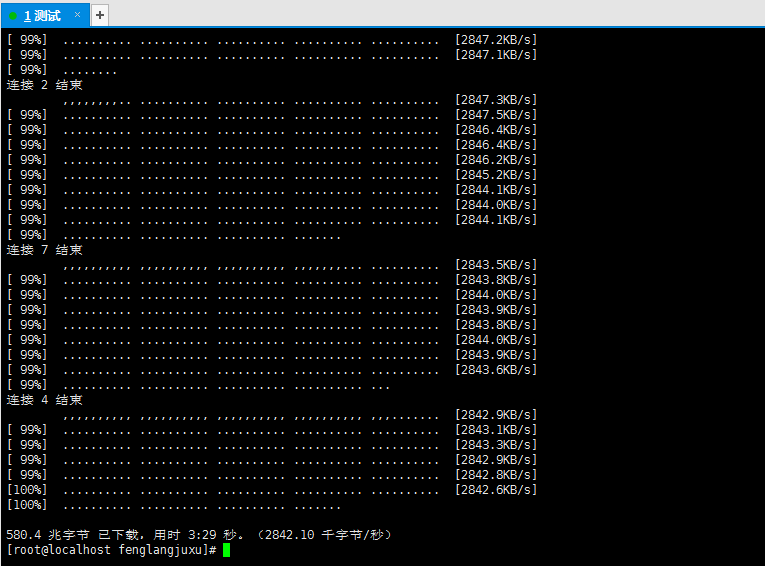 1 测试 × +
[ 99%]  .......... .......... .......... .......... ..........  [2847.2KB/s]
[ 99%]  .......... .......... .......... .......... ..........  [2847.1KB/s]
[ 99%]  ........
连接 2 结束
        ,,,,,,,,.. .......... .......... .......... ..........  [2847.3KB/s]
[ 99%]  .......... .......... .......... .......... ..........  [2847.5KB/s]
[ 99%]  .......... .......... .......... .......... ..........  [2846.4KB/s]
[ 99%]  .......... .......... .......... .......... ..........  [2846.4KB/s]
[ 99%]  .......... .......... .......... .......... ..........  [2846.2KB/s]
[ 99%]  .......... .......... .......... .......... ..........  [2845.2KB/s]
[ 99%]  .......... .......... .......... .......... ..........  [2844.1KB/s]
[ 99%]  .......... .......... .......... .......... ..........  [2844.0KB/s]
[ 99%]  .......... .......... .......... .......... ..........  [2844.1KB/s]
[ 99%]  .......... .......... .......... .......
连接 7 结束
        ,,,,,,,,,, ,,,,,,,,,, ,,,,,,,,,, ,,,,,,,... ..........  [2843.5KB/s]
[ 99%]  .......... .......... .......... .......... ..........  [2843.8KB/s]
[ 99%]  .......... .......... .......... .......... ..........  [2844.0KB/s]
[ 99%]  .......... .......... .......... .......... ..........  [2843.9KB/s]
[ 99%]  .......... .......... .......... .......... ..........  [2843.8KB/s]
[ 99%]  .......... .......... .......... .......... ..........  [2844.0KB/s]
[ 99%]  .......... .......... .......... .......... ..........  [2843.9KB/s]
[ 99%]  .......... .......... .......... .......... ..........  [2843.6KB/s]
[ 99%]  .......... .......... .......... .......... ...
连接 4 结束
        ,,,,,,,,,, ,,,,,,,,,, ,,,,,,,,,, ,,,,,,,,,, ,,,.......  [2842.9KB/s]
[ 99%]  .......... .......... .......... .......... ..........  [2843.1KB/s]
[ 99%]  .......... .......... .......... .......... ..........  [2843.3KB/s]
[ 99%]  .......... .......... .......... .......... ..........  [2842.9KB/s]
[ 99%]  .......... .......... .......... .......... ..........  [2842.8KB/s]
[100%]  .......... .......... .......... .......... ..........  [2842.6KB/s]
[100%]  .......... .......... .......... .......
580.4 兆字节 已下载，用时 3:29 秒。（2842.10 千字节/秒）
[root@localhost fenglangjuxu]#